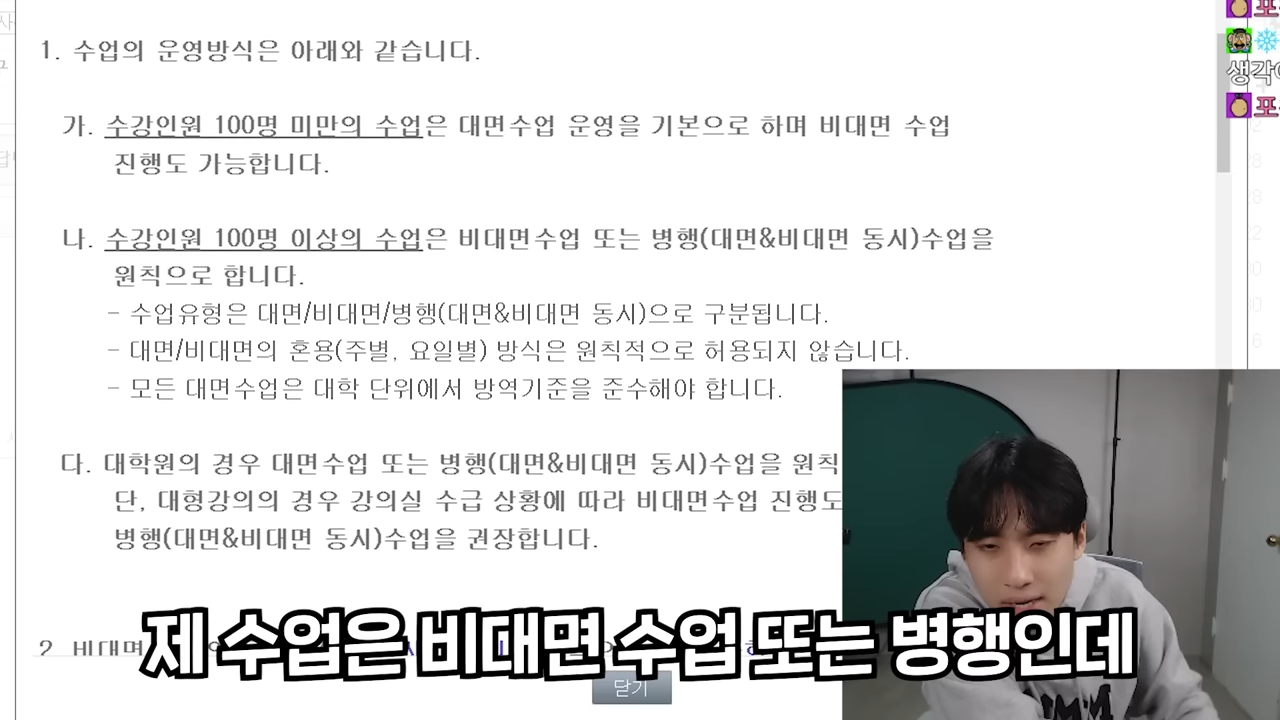 1. 수업의 운영방식은 아래와 같습니다.
가. 수강인원 100명 미만의 수업은 대면수업 운영을 기본으로 하며 비대면 수업
진행도 가능합니다.
나. 수강인원 100명 이상의 수업은 비대면수업 또는 병행(대면&비대면 동시)수업을
원칙으로 합니다.
- 수업유형은 대면/비대면/병행(대면&비대면 동시)으로 구분됩니다.
- 대면/비대면의 혼용(주별, 요일별) 방식은 원칙적으로 허용되지 않습니다.
- 모든 대면수업은 대학 단위에서 방역기준을 준수해야 합니다.
다. 대학원의 경우 대면수업 또는 병행(대면&비대면 동시)수업을 원칙
단, 대형강의의 경우 강의실 수급 상황에 따라 비대면수업 진행도
병행(대면&비대면 동시)수업을 권장합니다.
2. 비대면
제 수업은 비대면 수업 또는 병행인데
닫기
포
생각
포